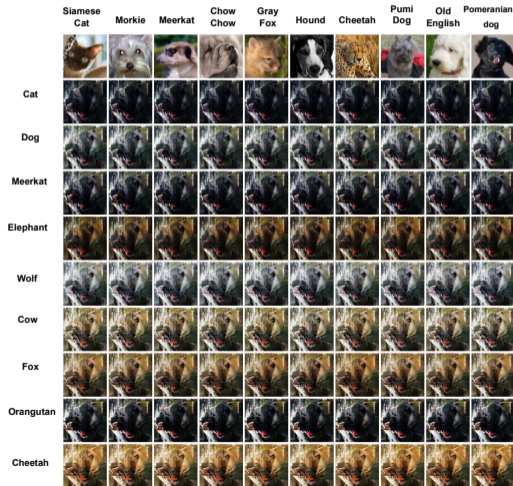 Siamese Cat
Morkie
Meerkat
Chow Chow
Gray Fox
Hound
Cheetah
Pumi Dog
Old English
Pomeranian dog
Cat
Dog
Meerkat
Elephant
Wolf
Cow
Fox
Orangutan
Cheetah